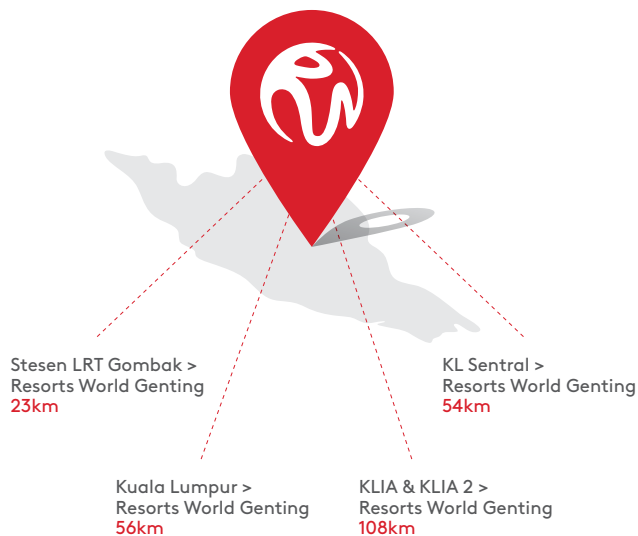 Stesen LRT Gombak >
Resorts World Genting
23km
KL Sentral >
Resorts World Genting
54km
Kuala Lumpur >
Resorts World Genting
56km
KLIA & KLIA 2 >
Resorts World Genting
108km